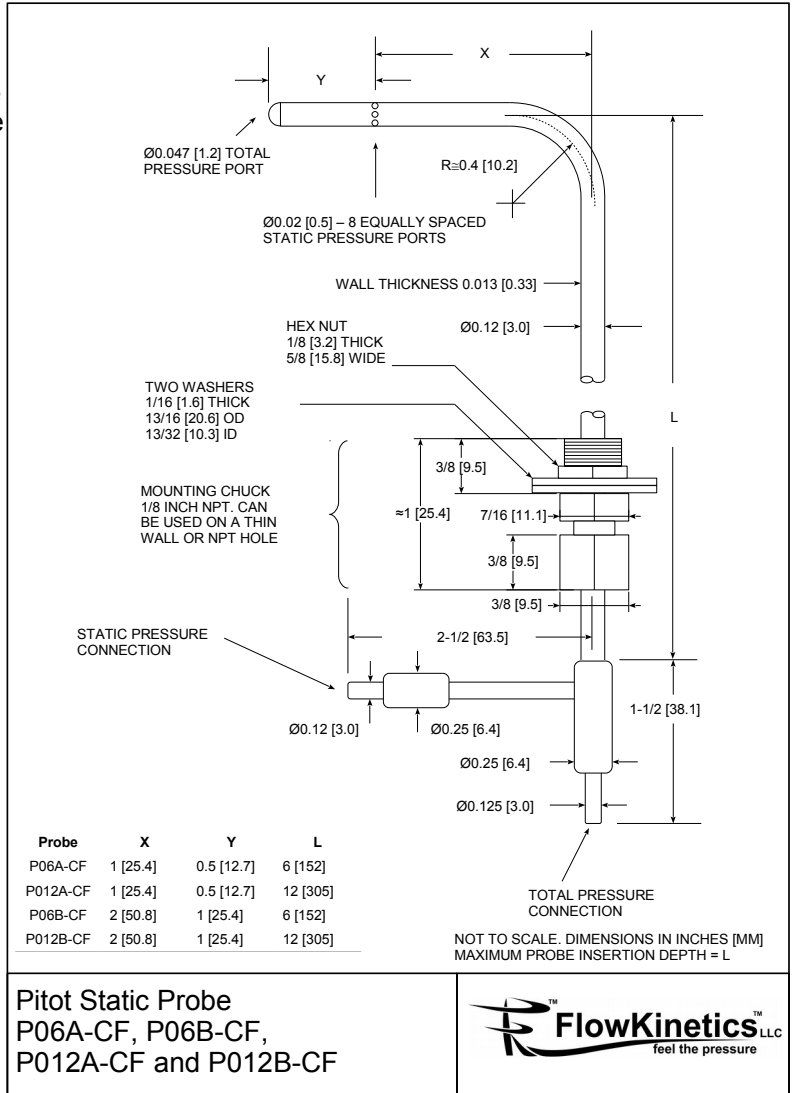 X
Y
Ø0.047 [1.2] TOTAL
PRESSURE PORT
R≅0.4 [10.2]
Ø0.02 [0.5] – 8 EQUALLY SPACED
STATIC PRESSURE PORTS
WALL THICKNESS 0.013 [0.33]
HEX NUT
1/8 [3.2] THICK
5/8 [15.8] WIDE
Ø0.12 [3.0]
TWO WASHERS
1/16 [1.6] THICK
13/16 [20.6] OD
13/32 [10.3] ID
L
3/8 [9.5]
MOUNTING CHUCK
1/8 INCH NPT. CAN
BE USED ON A THIN
WALL OR NPT HOLE
≈1 [25.4]
7/16 [11.1]
3/8 [9.5]
3/8 [9.5]
STATIC PRESSURE
CONNECTION
2-1/2 [63.5]
1-1/2 [38.1]
Ø0.12 [3.0]
Ø0.25 [6.4]
Ø0.25 [6.4]
Ø0.125 [3.0]
Probe X Y L
P06A-CF 1 [25.4] 0.5 [12.7] 6 [152]
P012A-CF 1 [25.4] 0.5 [12.7] 12 [305]
P06B-CF 2 [50.8] 1 [25.4] 6 [152]
P012B-CF 2 [50.8] 1 [25.4] 12 [305]
TOTAL PRESSURE
CONNECTION
NOT TO SCALE. DIMENSIONS IN INCHES [MM]
MAXIMUM PROBE INSERTION DEPTH = L
Pitot Static Probe
P06A-CF, P06B-CF,
P012A-CF and P012B-CF
™
FlowKinetics™ LLC
feel the pressure